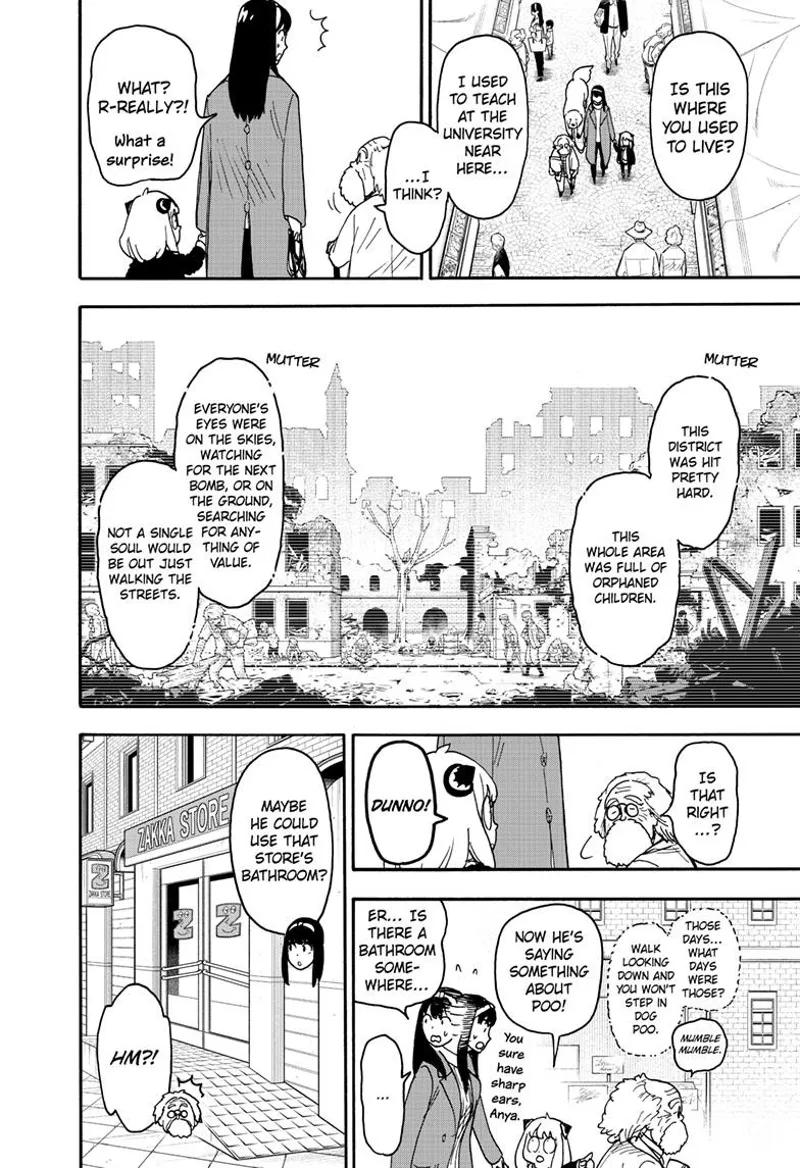 IS THIS
WHERE
YOU USED
TO LIVE?
I USED
TO TEACH
AT THE
UNIVERSITY
NEAR
HERE...
...I
THINK?
WHAT?
R-REALLY?!
What a
surprise!
MUTTER
THIS
DISTRICT
WAS HIT
PRETTY
HARD.
THIS
WHOLE AREA
WAS FULL OF
ORPHANED
CHILDREN.
MUTTER
EVERYONE'S
EYES WERE
ON THE SKIES,
WATCHING
FOR THE NEXT
BOMB, OR ON
THE GROUND,
SEARCHING
FOR ANY-
THING OF
VALUE.
NOT A SINGLE
SOUL WOULD
BE OUT JUST
WALKING THE
STREETS.
IS
THAT
RIGHT
...?
DUNNO!
THOSE
DAYS...
WHAT
DAYS
WERE
THOSE?
WALK
LOOKING
DOWN AND
YOU WON'T
STEP IN
DOG
POO.
MUMBLE
MUMBLE.
NOW HE'S
SAYING
SOMETHING
ABOUT
POO!
You
sure
have
sharp
ears,
Anya.
ER... IS
THERE A
BATHROOM
SOME-
WHERE...
...
MAYBE
HE COULD
USE THAT
STORE'S
BATHROOM?
ZAKKA STORE
Z
ZAKKA STORE
Z Z
HM?!